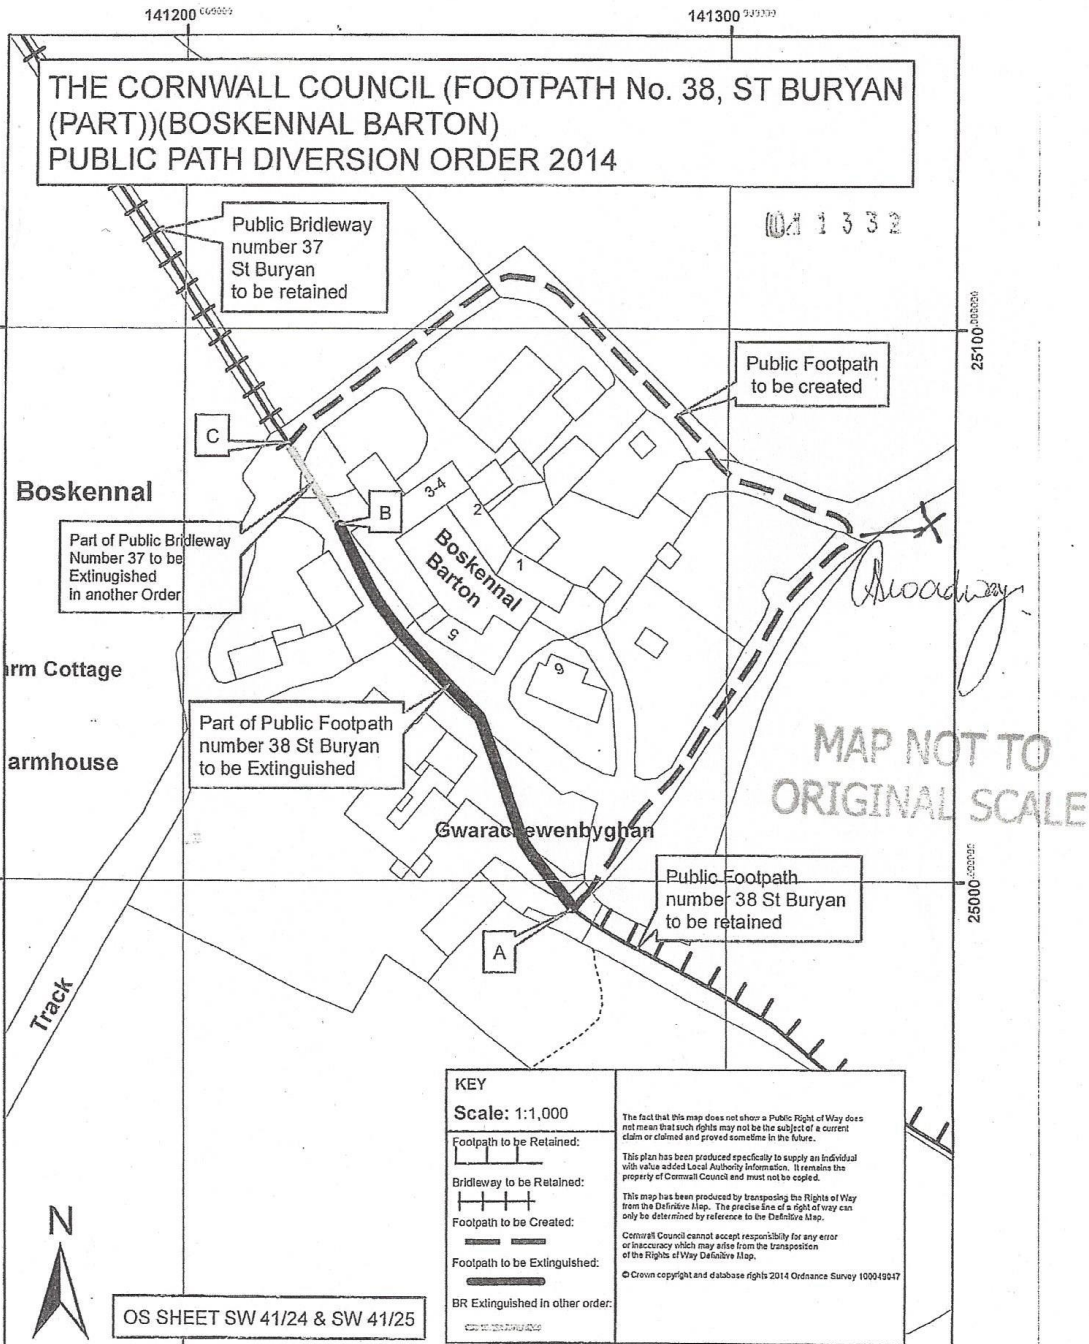 141200
141300
THE CORNWALL COUNCIL (FOOTPATH No. 38, ST BURYAN
(PART))(BOSKENNAL BARTON)
PUBLIC PATH DIVERSION ORDER 2014
1332
Public Bridleway
number 37
St Buryan
to be retained
25100
Public Footpath
to be created
C
Boskennal
B
3-4
2
Part of Public Bridleway
Number 37 to be
Extinugished
in another Order
Boskennal
Barton
1
5
6
X
rm Cottage
Part of Public Footpath
number 38 St Buryan
to be Extinguished
armhouse
MAP NOT TO
ORIGINAL SCALE
Public Footpath
number 38 St Buryan
to be retained
25000
A
Track
KEY
Scale: 1:1,000
Footpath to be Retained:
Bridleway to be Retained:
Footpath to be Created:
Footpath to be Extinguished:
BR Extinguished in other order:
The fact that this map does not show a Public Right of Way does
not mean that such rights may not be the subject of a current
claim or claimed and proved sometime in the future.
This plan has been produced specifically to supply an individual
with value added Local Authority information. It remains the
property of Cornwall Council and must not be copied.
This map has been produced by transposing the Rights of Way
from the Definitive Map. The precise line of a right of way can
only be determined by reference to the Definitive Map.
Cornwall Council cannot accept responsiblity for any error
or inaccuracy which may arise from the transposition
of the Rights of Way Definitive Map.
© Crown copyright and database rights 2014 Ordnance Survey 100049047
N
OS SHEET SW 41/24 & SW 41/25